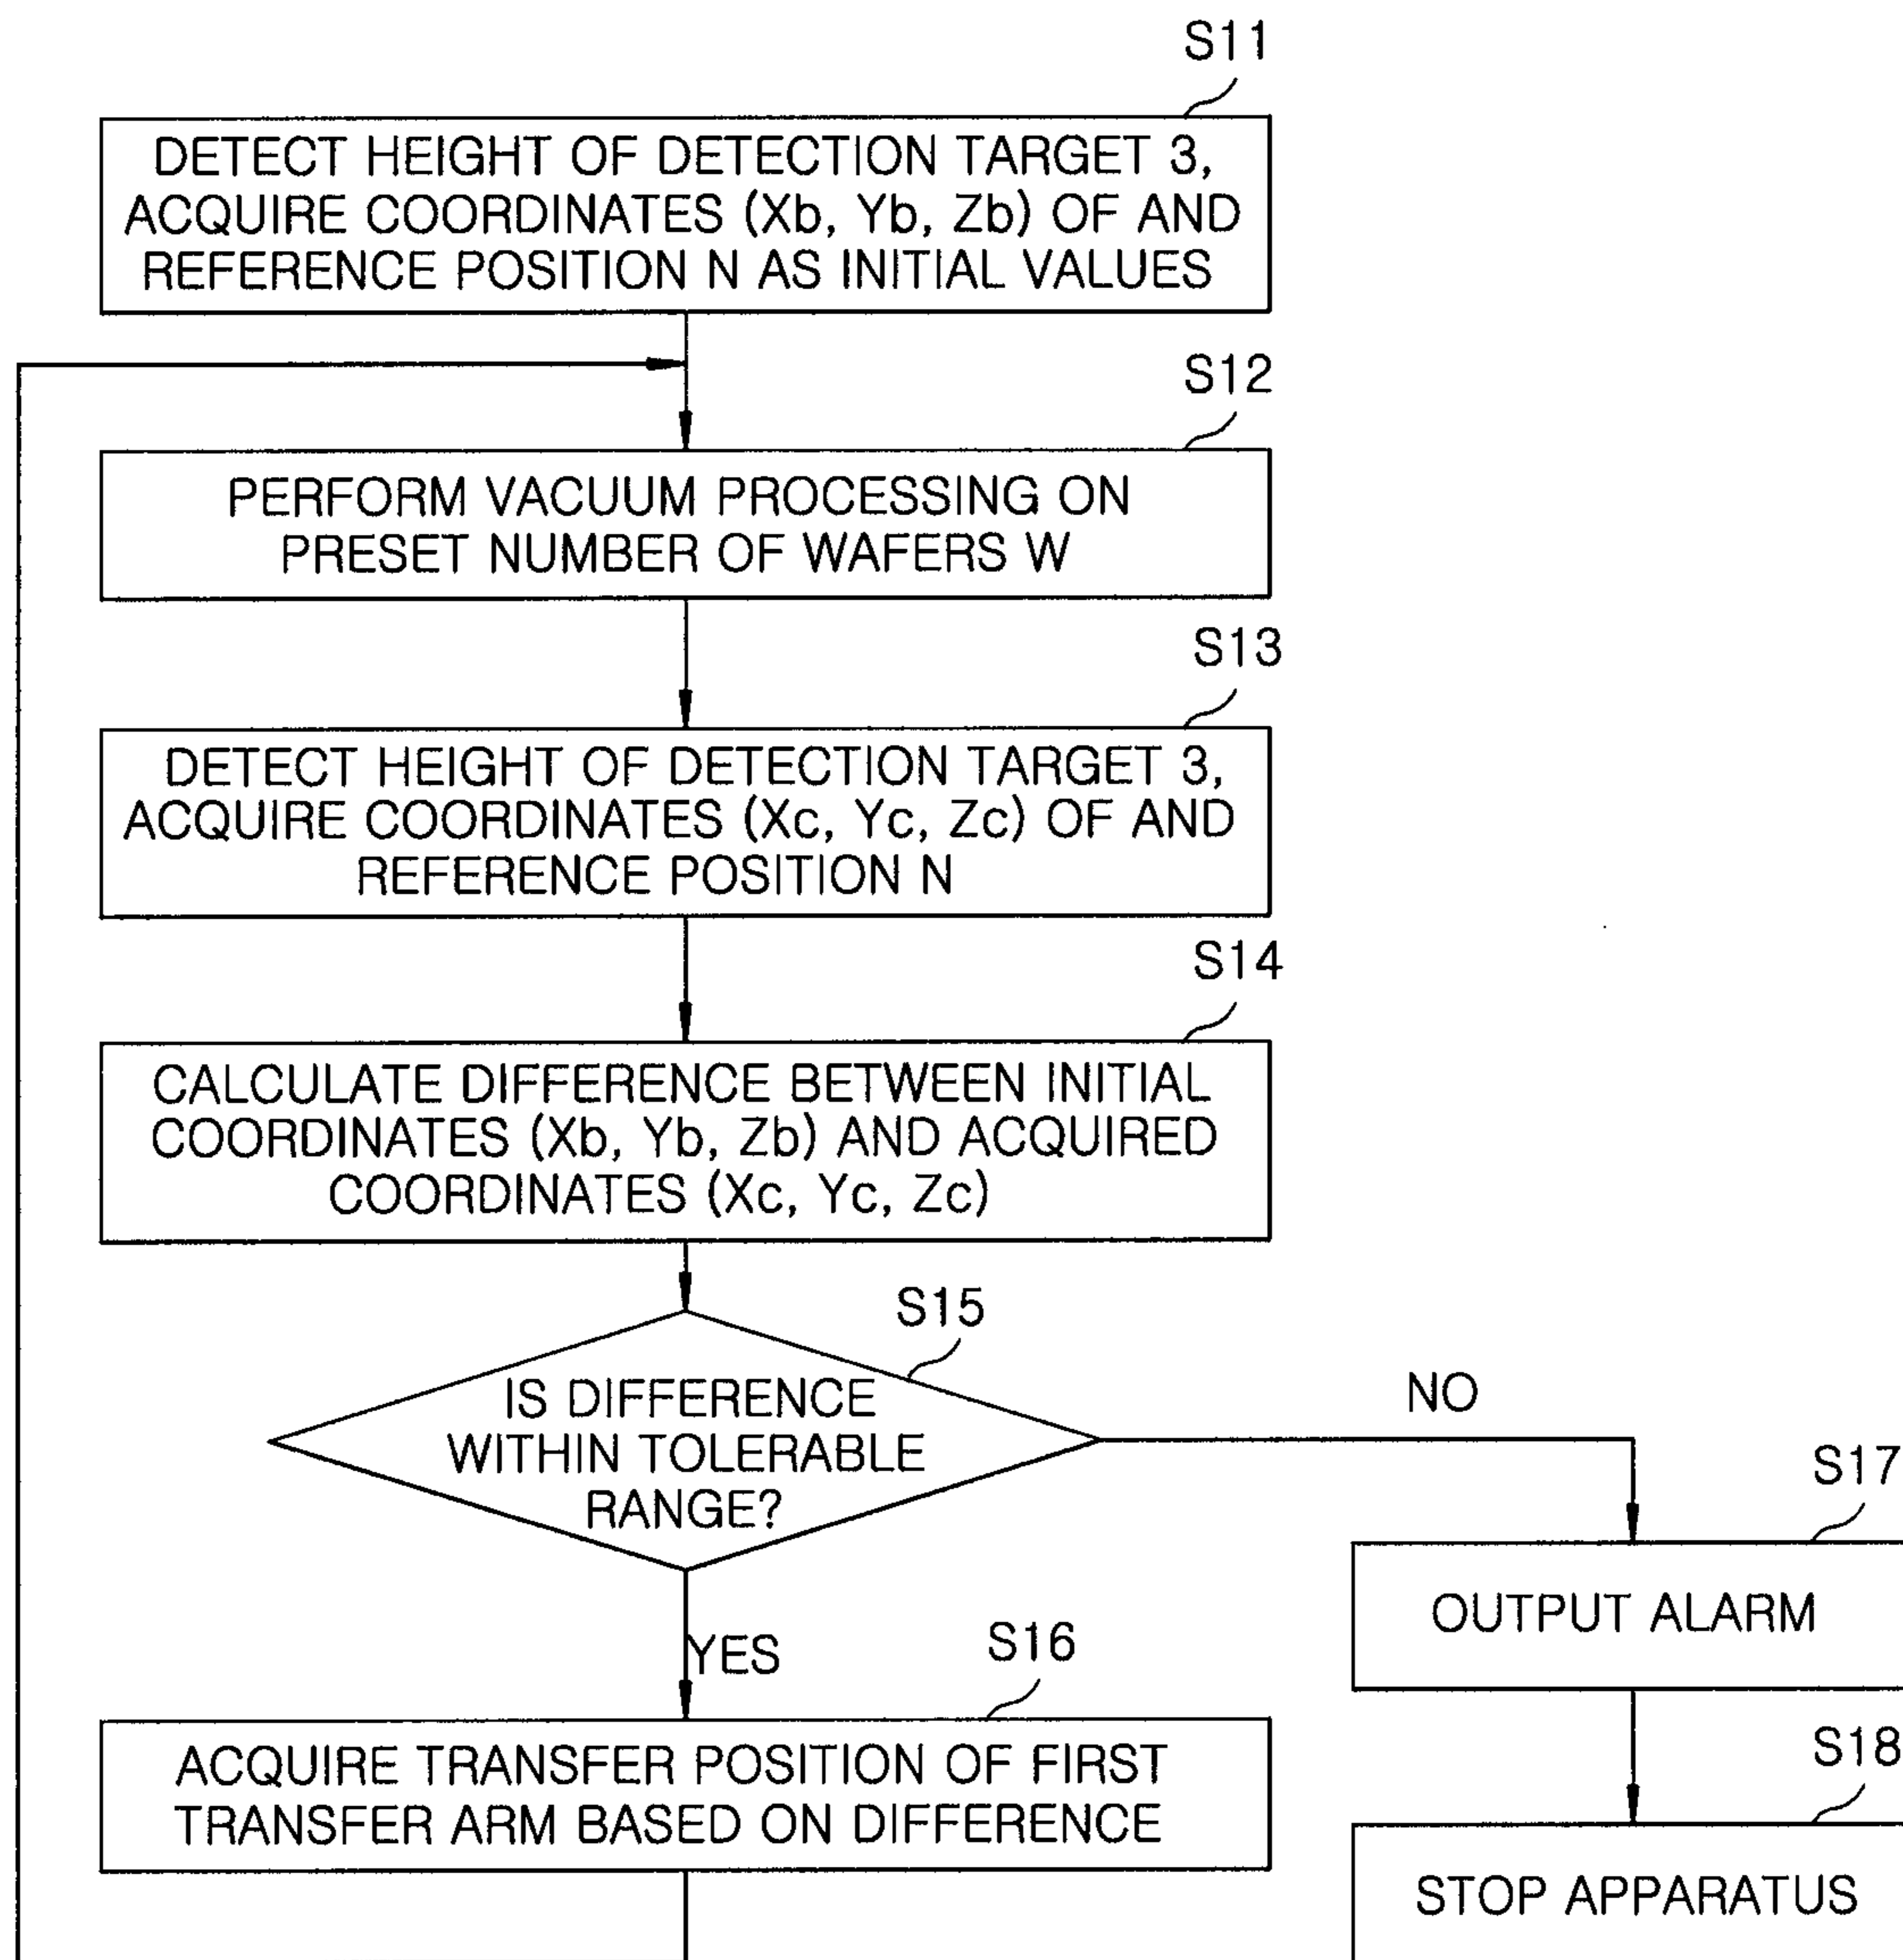 S11
DETECT HEIGHT OF DETECTION TARGET 3,
ACQUIRE COORDINATES (Xb, Yb, Zb) OF AND
REFERENCE POSITION N AS INITIAL VALUES
S12
PERFORM VACUUM PROCESSING ON
PRESET NUMBER OF WAFERS W
S13
DETECT HEIGHT OF DETECTION TARGET 3,
ACQUIRE COORDINATES (Xc, Yc, Zc) OF AND
REFERENCE POSITION N
S14
CALCULATE DIFFERENCE BETWEEN INITIAL
COORDINATES (Xb, Yb, Zb) AND ACQUIRED
COORDINATES (Xc, Yc, Zc)
S15
IS DIFFERENCE
WITHIN TOLERABLE
RANGE?
NO
S17
OUTPUT ALARM
YES
S16
ACQUIRE TRANSFER POSITION OF FIRST
TRANSFER ARM BASED ON DIFFERENCE
S18
STOP APPARATUS